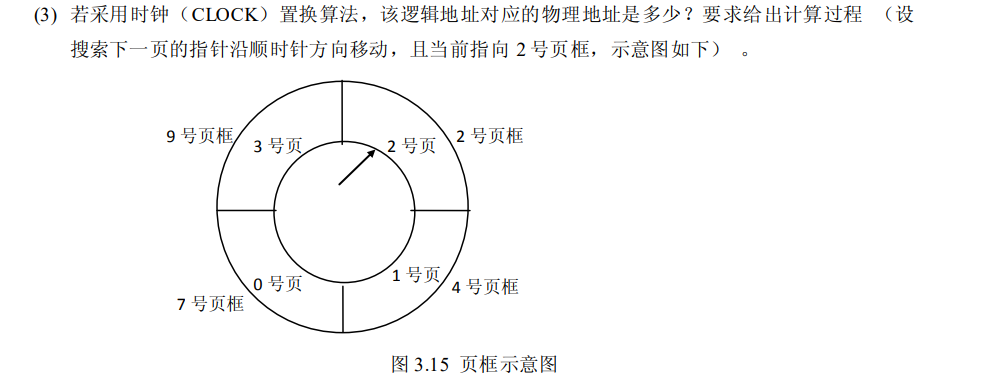 (3) 若采用时钟（CLOCK）置换算法，该逻辑地址对应的物理地址是多少？要求给出计算过程 （设
搜索下一页的指针沿顺时针方向移动，且当前指向 2 号页框，示意图如下） 。
9 号页框
3 号页
2 号页
2 号页框
0 号页
1 号页
7 号页框
4 号页框
图 3.15 页框示意图